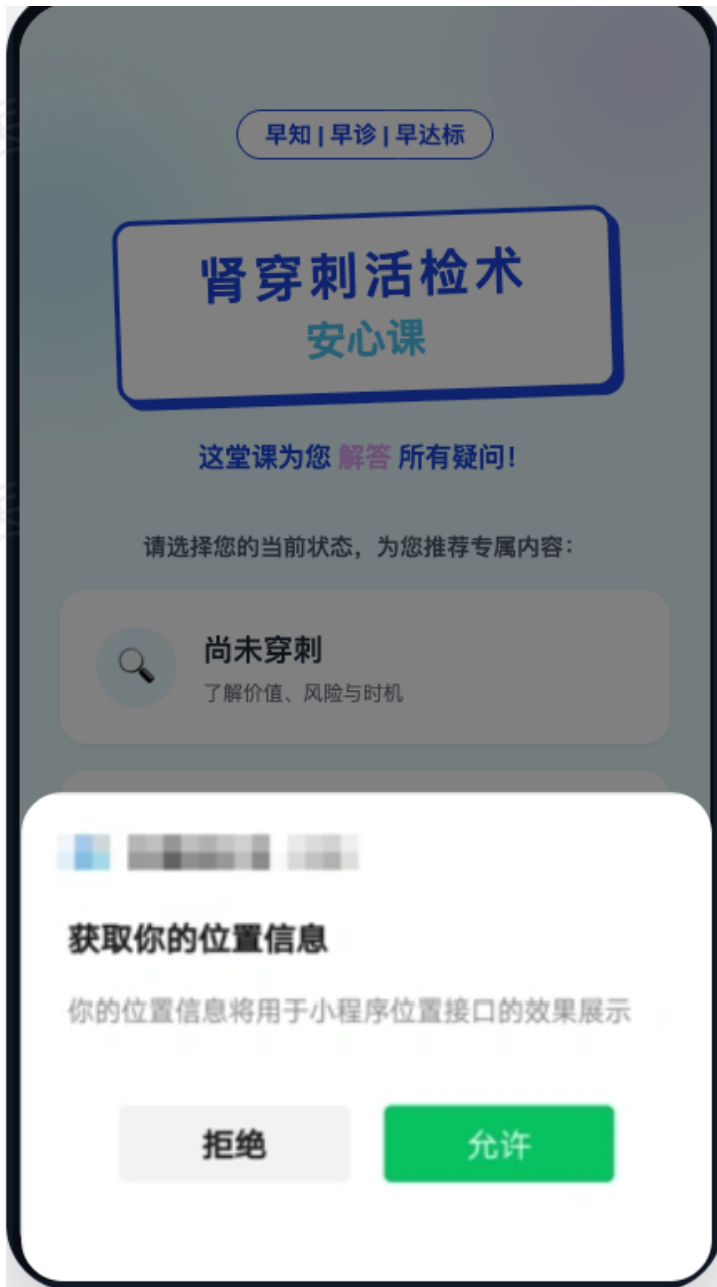 早知 | 早诊 | 早达标
肾穿刺活检术
安心课
这堂课为您 解答 所有疑问!
请选择您的当前状态，为您推荐专属内容：
尚未穿刺
了解价值、风险与时机
获取你的位置信息
你的位置信息将用于小程序位置接口的效果展示
拒绝
允许